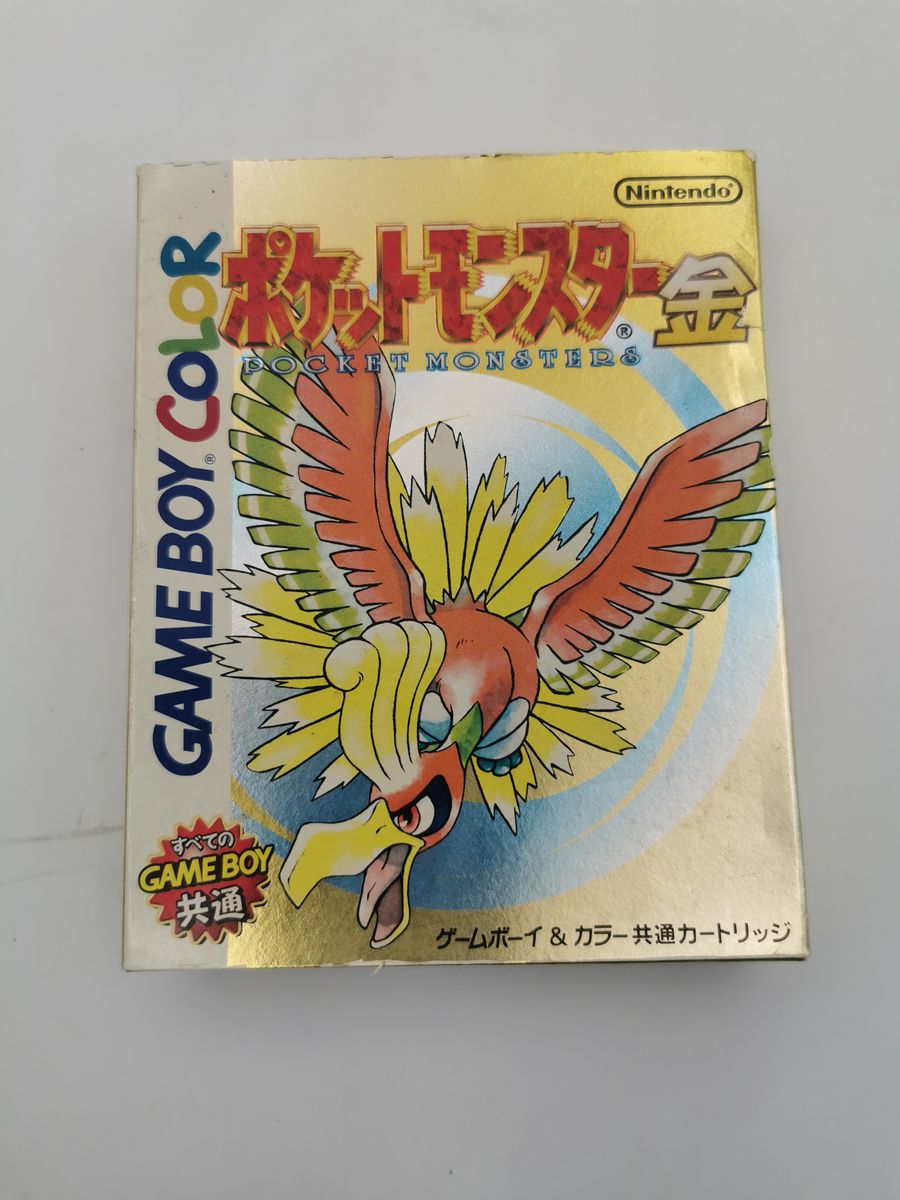 Nintendo®
ポケットモンスター金
®
POCKET MONSTERS
GAME BOY COLOR
®
すべての
GAME BOY
共通
ゲームボーイ & カラー共通カートリッジ